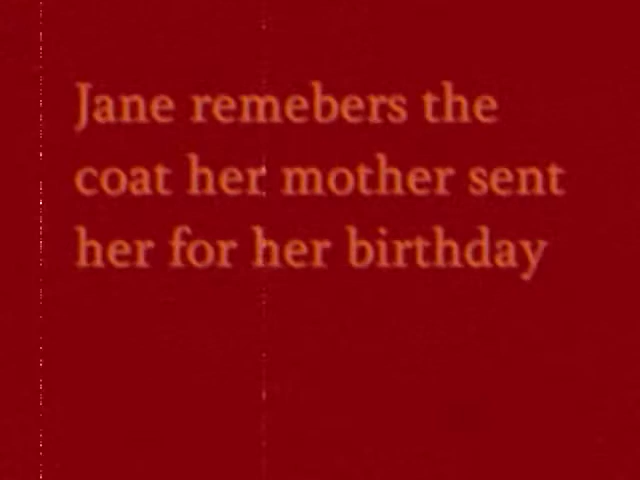 Jane remebers the
coat her mother sent
her for her birthday